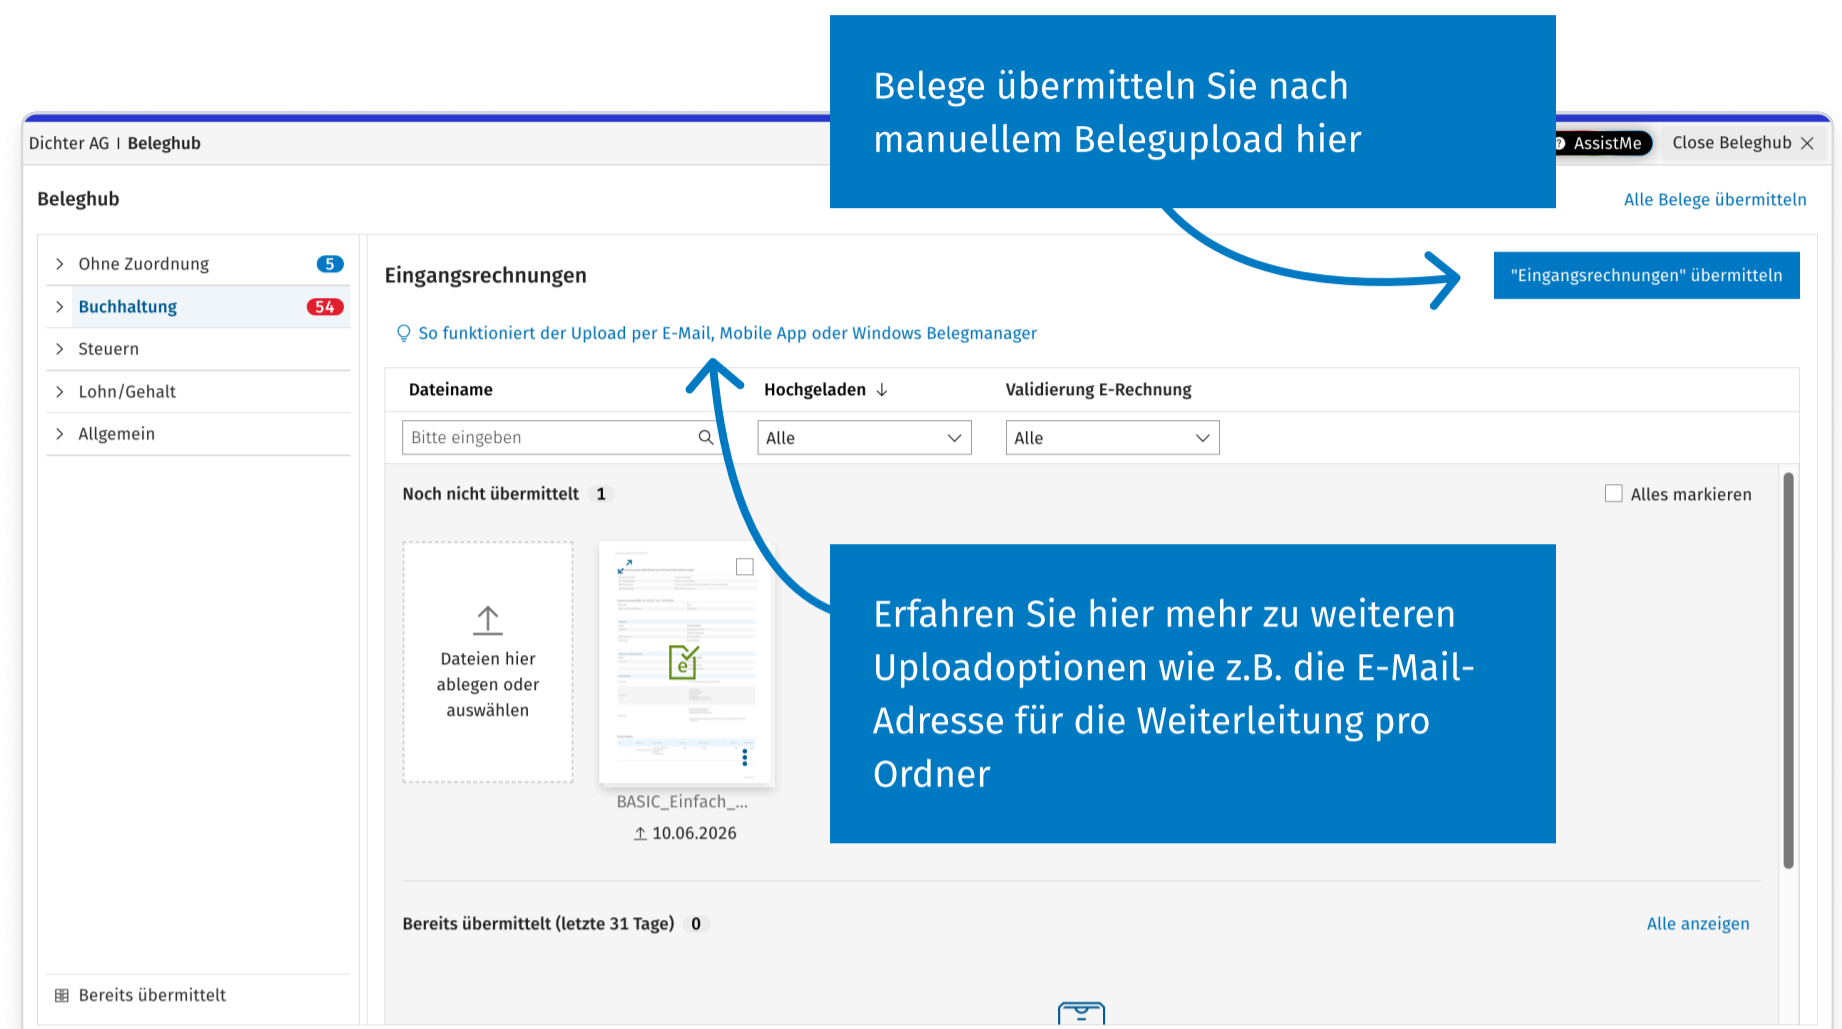 Belege übermitteln Sie nach
manuellem Belegupload hier
Dichter AG | Beleghub
AssistMe
Close Beleghub
Beleghub
Alle Belege übermitteln
Ohne Zuordnung 5
Buchhaltung 54
Steuern
Lohn/Gehalt
Allgemein
Bereits übermittelt
Eingangsrechnungen
"Eingangsrechnungen" übermitteln
So funktioniert der Upload per E-Mail, Mobile App oder Windows Belegmanager
Dateiname Hochgeladen Validierung E-Rechnung
Bitte eingeben Alle Alle
Noch nicht übermittelt 1
Alles markieren
Dateien hier
ablegen oder
auswählen
e
BASIC_Einfach_...
10.06.2026
Erfahren Sie hier mehr zu weiteren
Uploadoptionen wie z.B. die E-Mail-
Adresse für die Weiterleitung pro
Ordner
Bereits übermittelt (letzte 31 Tage) 0
Alle anzeigen